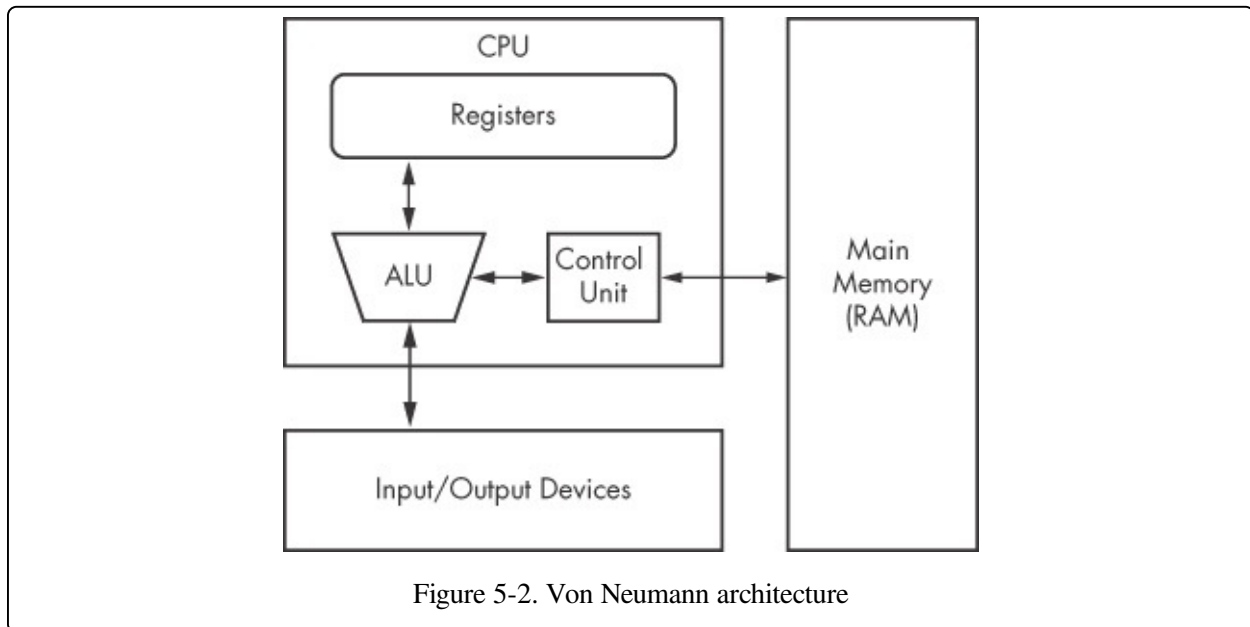 CPU
Registers
ALU
Control
Unit
Main
Memory
(RAM)
Input/Output Devices
Figure 5-2. Von Neumann architecture